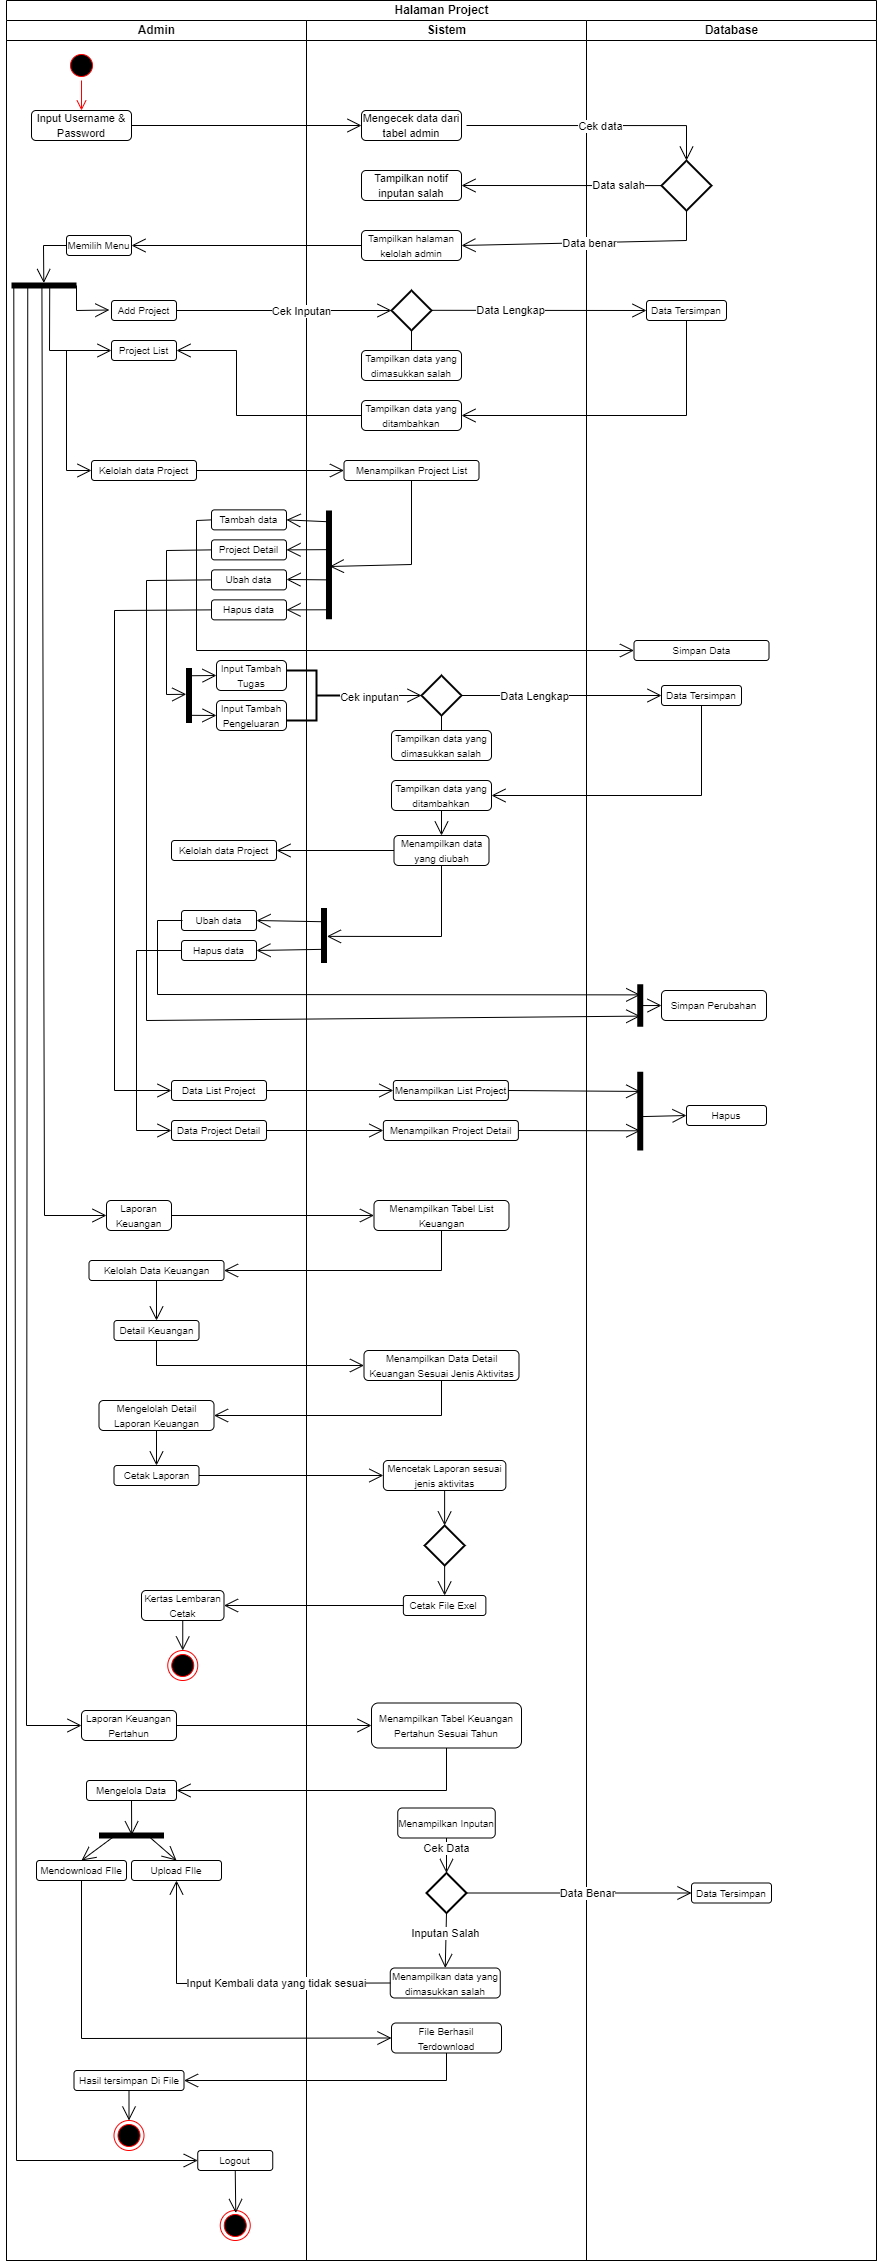 Halaman Project
Admin
Sistem
Database
Input Username &
Password
Mengecek data dari
tabel admin
Cek data
Tampilkan notif
inputan salah
Data salah
Memilih Menu
Tampilkan halaman
kelolah admin
Data benar
Add Project
Cek Inputan
Data Lengkap
Data Tersimpan
Project List
Tampilkan data yang
dimasukkan salah
Tampilkan data yang
ditambahkan
Kelolah data Project
Menampilkan Project List
Tambah data
Project Detail
Ubah data
Hapus data
Simpan Data
Input Tambah
Tugas
Input Tambah
Pengeluaran
Cek inputan
Data Lengkap
Data Tersimpan
Tampilkan data yang
dimasukkan salah
Tampilkan data yang
ditambahkan
Kelolah data Project
Menampilkan data
yang diubah
Ubah data
Hapus data
Simpan Perubahan
Data List Project
Menampilkan List Project
Hapus
Data Project Detail
Menampilkan Project Detail
Laporan
Keuangan
Menampilkan Tabel List
Keuangan
Kelolah Data Keuangan
Detail Keuangan
Menampilkan Data Detail
Keuangan Sesuai Jenis Aktivitas
Mengelolah Detail
Laporan Keuangan
Cetak Laporan
Mencetak Laporan sesuai
jenis aktivitas
Kertas Lembaran
Cetak
Cetak File Exel
Laporan Keuangan
Pertahun
Menampilkan Tabel Keuangan
Pertahun Sesuai Tahun
Mengelola Data
Menampilkan Inputan
Cek Data
Mendownload FIle
Upload FIle
Data Benar
Data Tersimpan
Inputan Salah
Input Kembali data yang tidak sesuai
Menampilkan data yang
dimasukkan salah
File Berhasil
Terdownload
Hasil tersimpan Di File
Logout